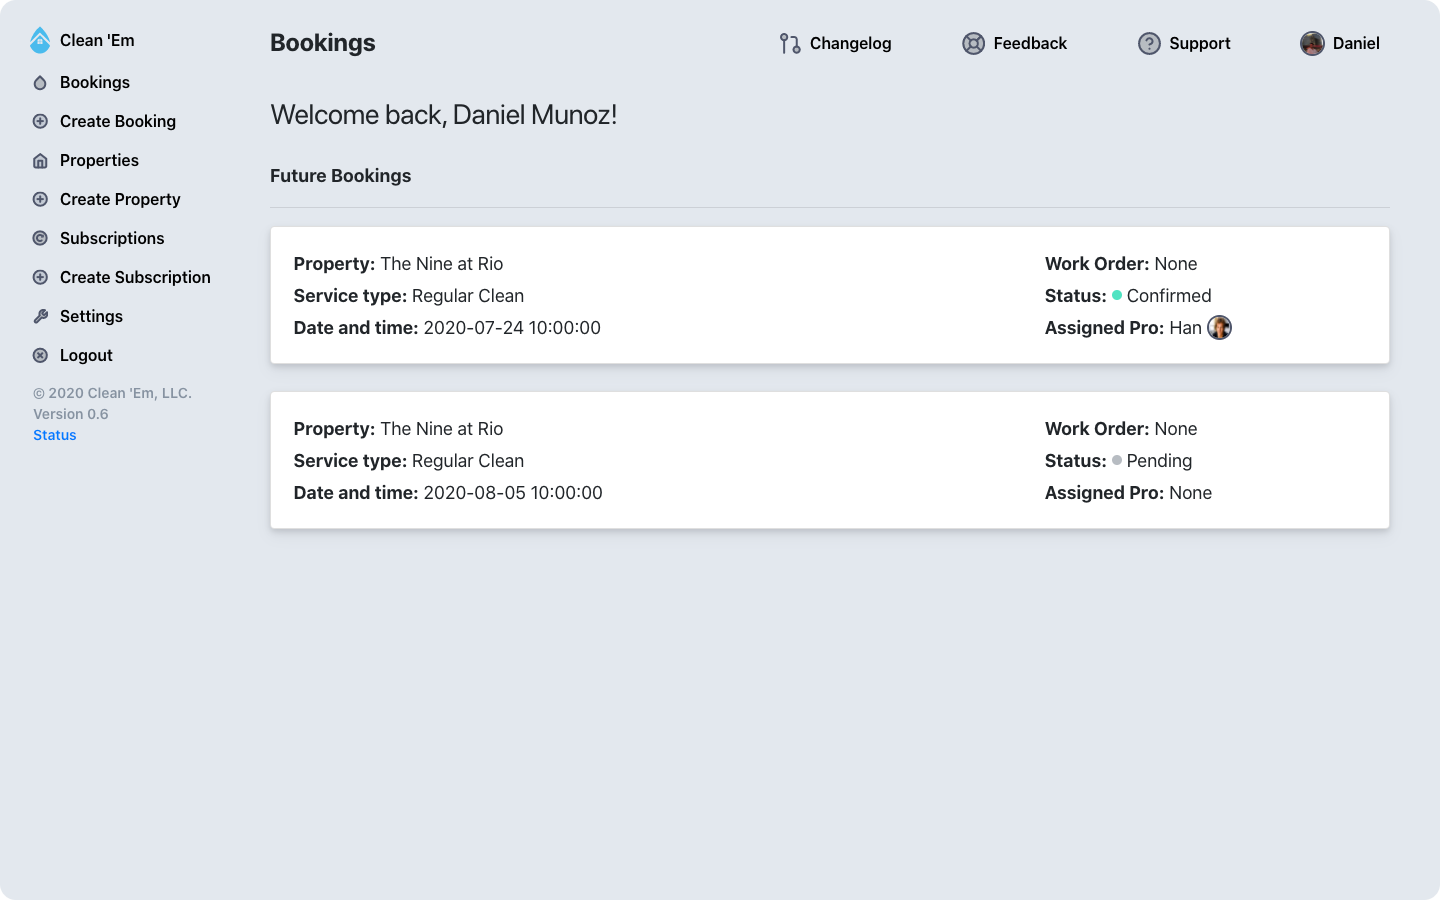 Clean 'Em
Bookings
Create Booking
Properties
Create Property
Subscriptions
Create Subscription
Settings
Logout
© 2020 Clean 'Em, LLC.
Version 0.6
Status
Bookings
Changelog
Feedback
Support
Daniel
Welcome back, Daniel Munoz!
Future Bookings
Property: The Nine at Rio
Service type: Regular Clean
Date and time: 2020-07-24 10:00:00
Work Order: None
Status: Confirmed
Assigned Pro: Han
Property: The Nine at Rio
Service type: Regular Clean
Date and time: 2020-08-05 10:00:00
Work Order: None
Status: Pending
Assigned Pro: None